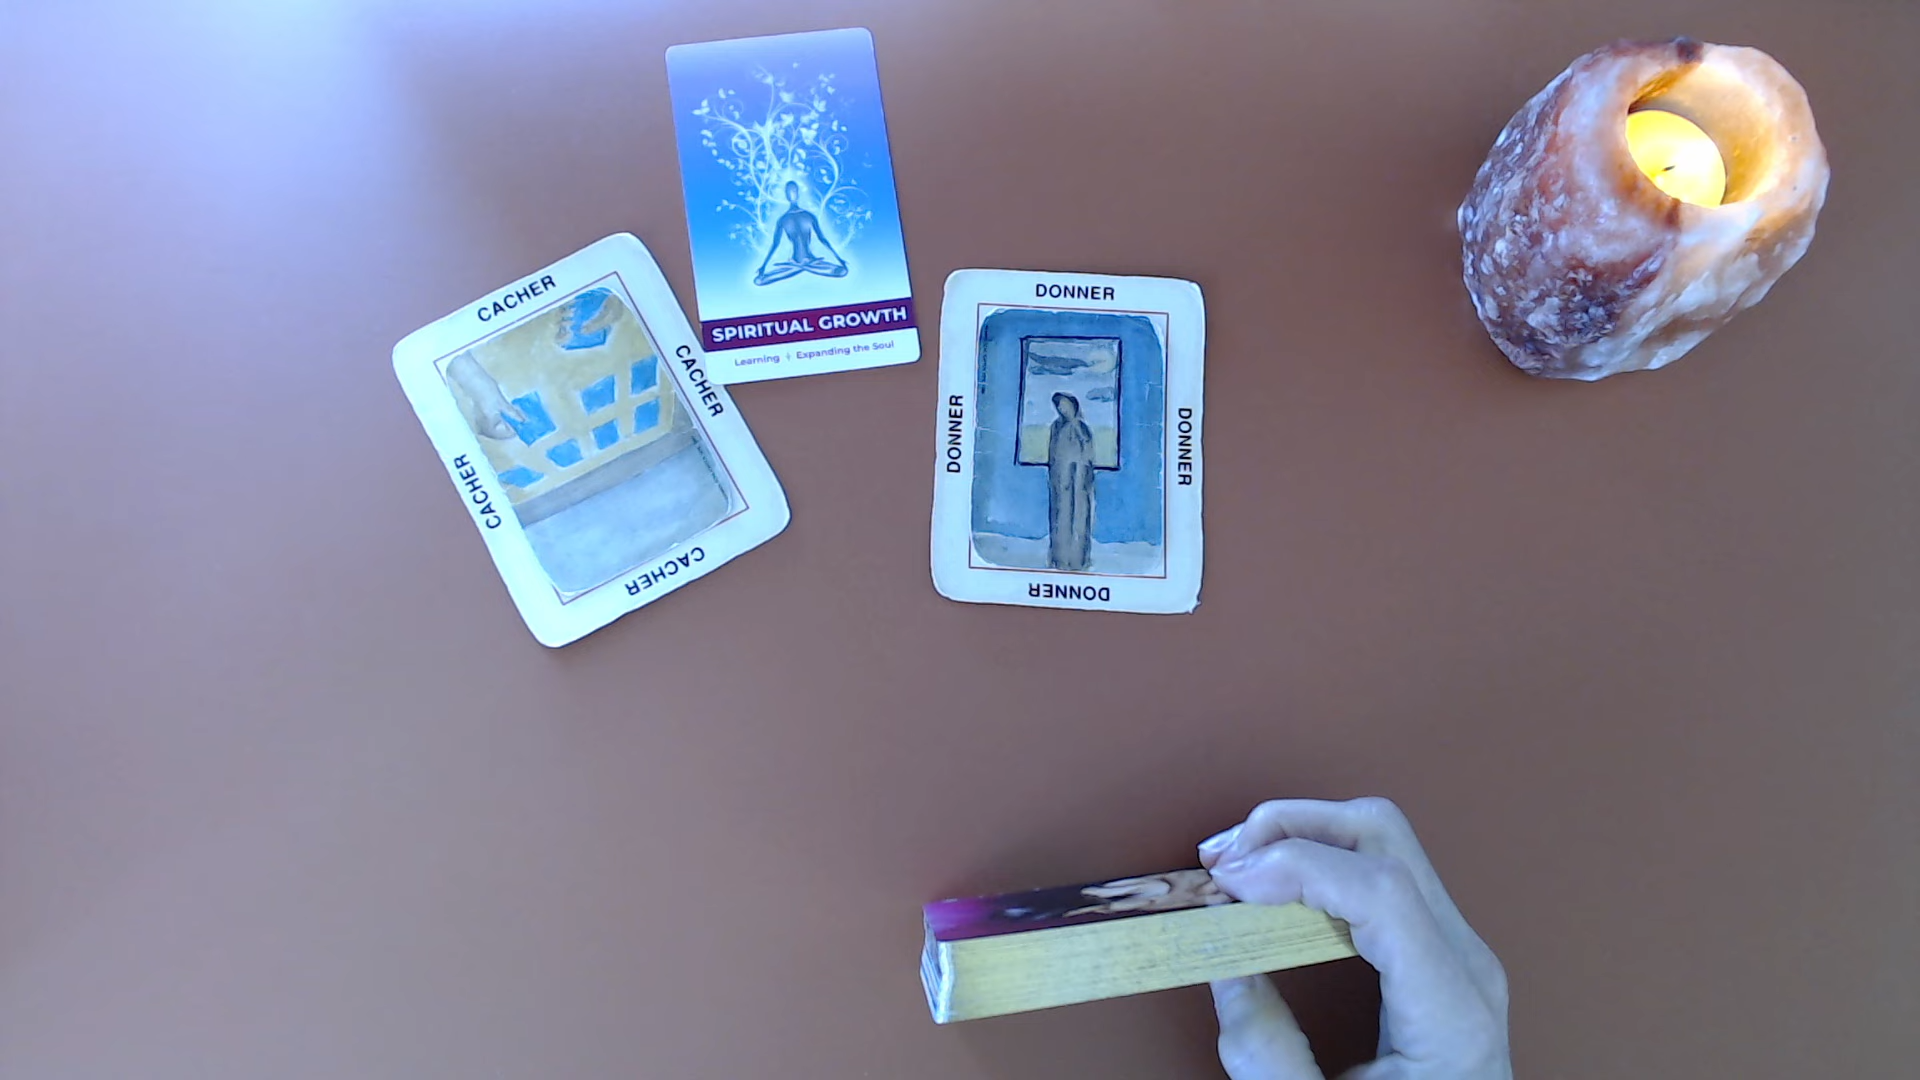 SPIRITUAL GROWTH
Learning Expanding the Soul
CACHER
CACHER
CACHER
CACHER
DONNER
DONNER
DONNER
DONNER